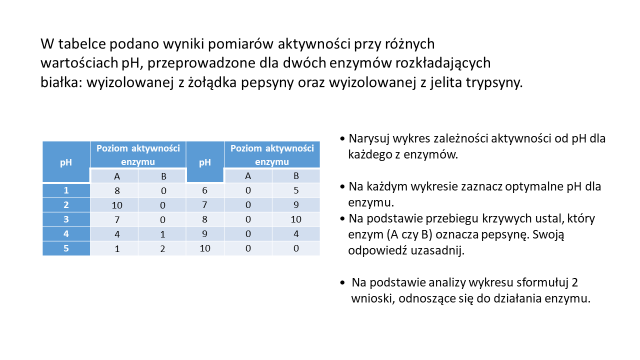 W tabelce podano wyniki pomiarów aktywności przy różnych
wartościach pH, przeprowadzone dla dwóch enzymów rozkładających
białka: wyizolowanej z żołądka pepsyny oraz wyizolowanej z jelita trypsyny.
pH Poziom aktywności enzymu pH Poziom aktywności enzymu
A B A B
1 8 0 6 0 5
2 10 0 7 0 9
3 7 0 8 0 10
4 4 1 9 0 4
5 1 2 10 0 0
• Narysuj wykres zależności aktywności od pH dla
każdego z enzymów.
• Na każdym wykresie zaznacz optymalne pH dla
enzymu.
• Na podstawie przebiegu krzywych ustal, który
enzym (A czy B) oznacza pepsynę. Swoją
odpowiedź uzasadnij.
• Na podstawie analizy wykresu sformułuj 2
wnioski, odnoszące się do działania enzymu.